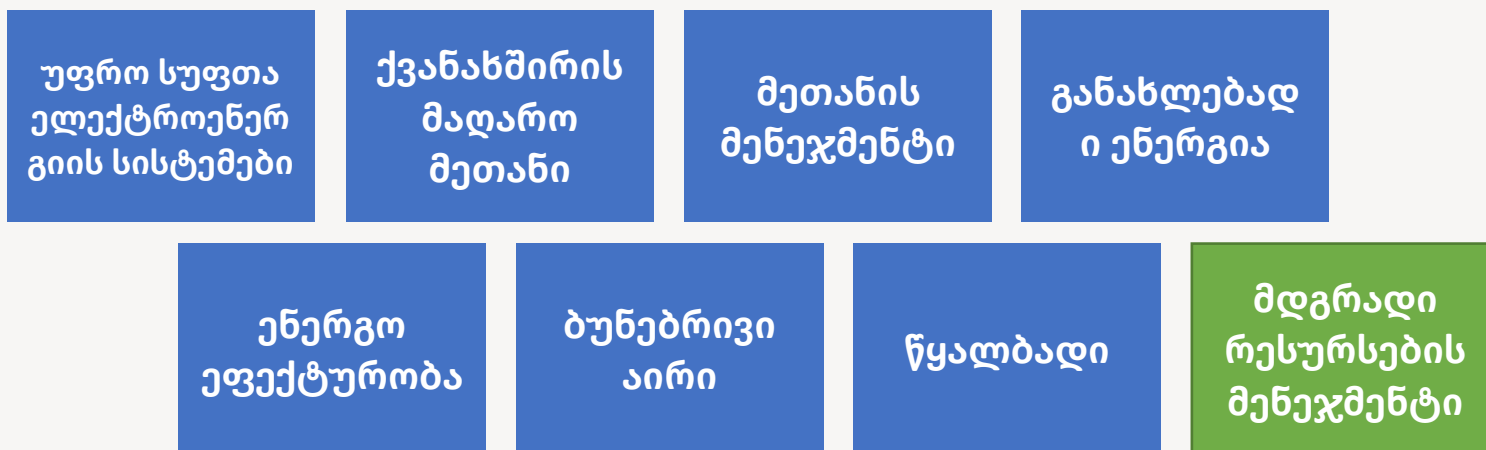 უფრო სუფთა
ელექტროენერ
გიის სისტემები
ქვანახშირის
მაღარო
მეთანი
მეთანის
მენეჯმენტი
განახლებად
ი ენერგია
ენერგო
ეფექტურობა
ბუნებრივი
აირი
წყალბადი
მდგრადი
რესურსების
მენეჯმენტი